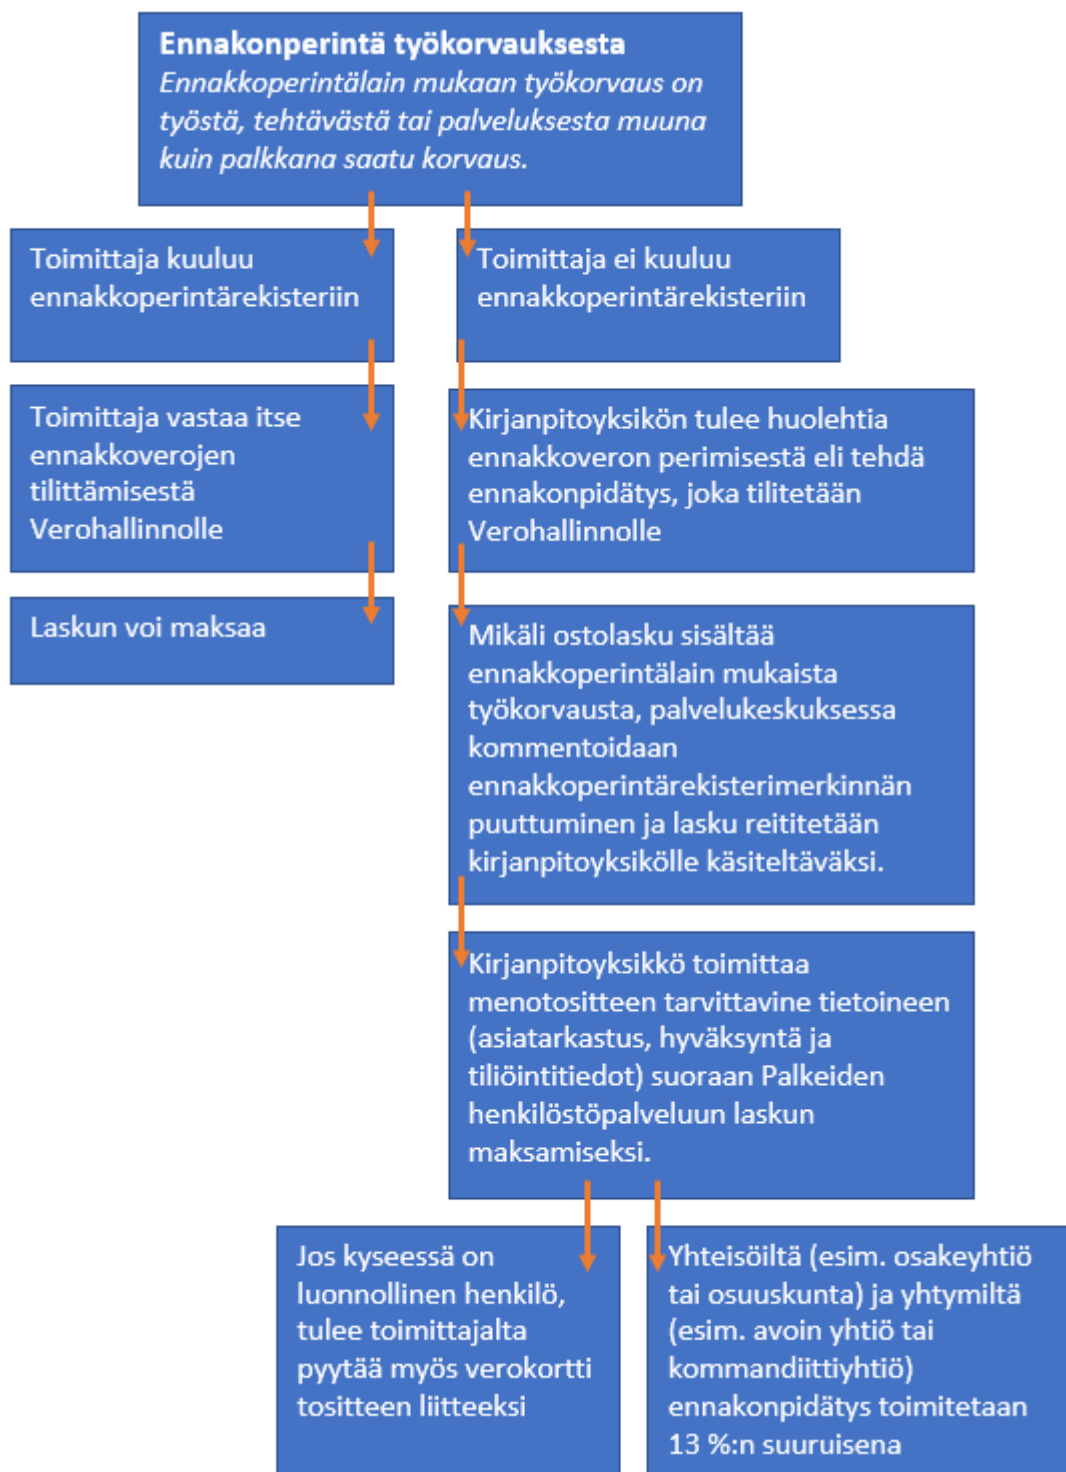 Ennakonperintä työkorvauksesta
Ennakkoperintälain mukaan työkorvaus on
työstä, tehtävästä tai palveluksesta muuna
kuin palkkana saatu korvaus.
Toimittaja kuuluu
ennakkoperintärekisteriin
Toimittaja ei kuuluu
ennakkoperintärekisteriin
Toimittaja vastaa itse
ennakkoverojen
tilittämisestä
Verohallinnolle
Kirjanpitoyksikön tulee huolehtia
ennakkoveron perimisestä eli tehdä
ennakonpidätys, joka tilitetään
Verohallinnolle
Laskun voi maksaa
Mikäli ostolasku sisältää
ennakkoperintälain mukaista
työkorvausta, palvelukeskuksessa
kommentoidaan
ennakkoperintärekisterimerkinnän
puuttuminen ja lasku reititetään
kirjanpitoyksikölle käsiteltäväksi.
Kirjanpitoyksikkö toimittaa
menotositteen tarvittavine tietoineen
(asiatarkastus, hyväksyntä ja
tiliöintitiedot) suoraan Palkeiden
henkilöstöpalveluun laskun
maksamiseksi.
Jos kyseessä on
luonnollinen henkilö,
tulee toimittajalta
pyytää myös verokortti
tositteen liitteeksi
Yhteisöiltä (esim. osakeyhtiö
tai osuuskunta) ja yhtymiltä
(esim. avoin yhtiö tai
kommandiittiyhtiö)
ennakonpidätys toimitetaan
13 %:n suuruisena